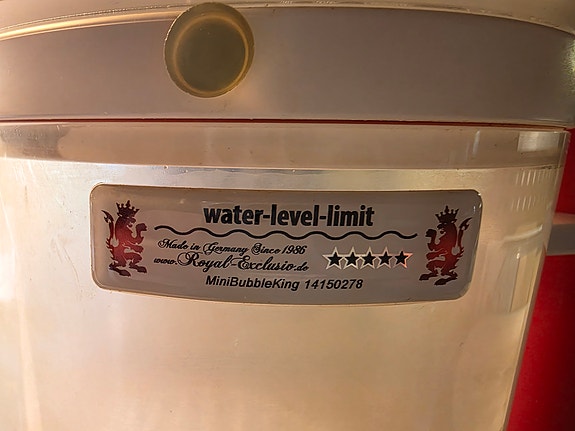 water-level-limit
Made in Germany Since 1986
www.Royal-Exclusiv.de
MiniBubbleKing 14150278